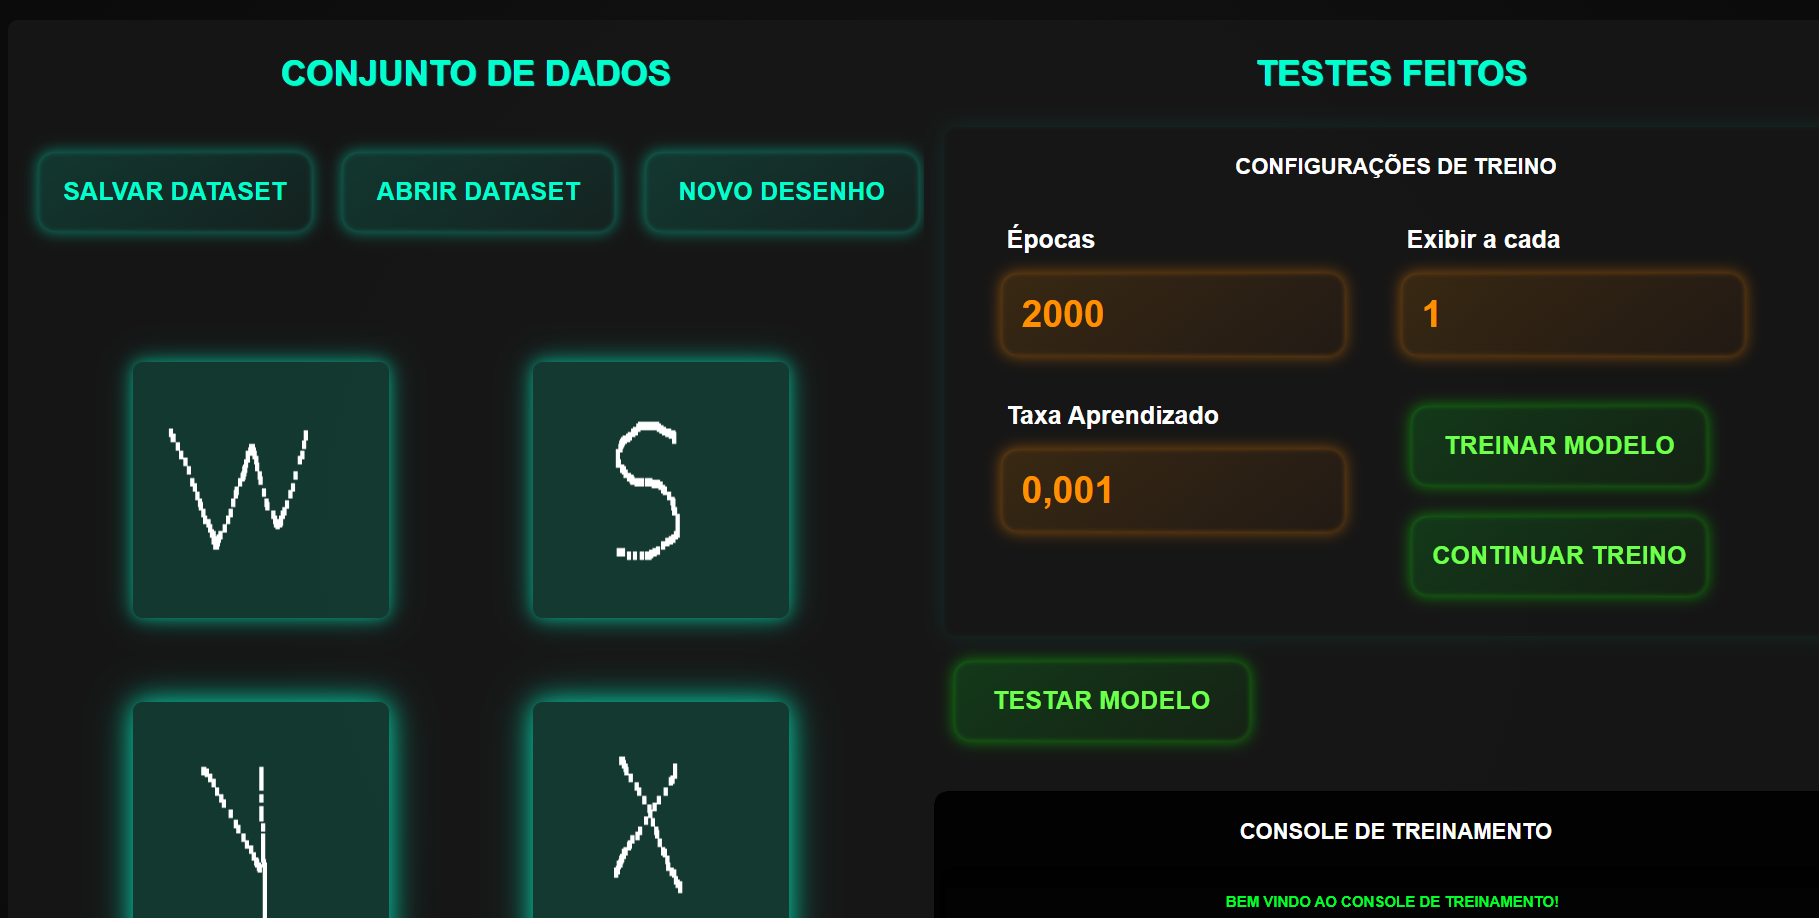 CONJUNTO DE DADOS
SALVAR DATASET
ABRIR DATASET
NOVO DESENHO
W
S
Y
X
TESTES FEITOS
CONFIGURAÇÕES DE TREINO
Épocas
Exibir a cada
2000
1
Taxa Aprendizado
0,001
TREINAR MODELO
CONTINUAR TREINO
TESTAR MODELO
CONSOLE DE TREINAMENTO
BEM VINDO AO CONSOLE DE TREINAMENTO!